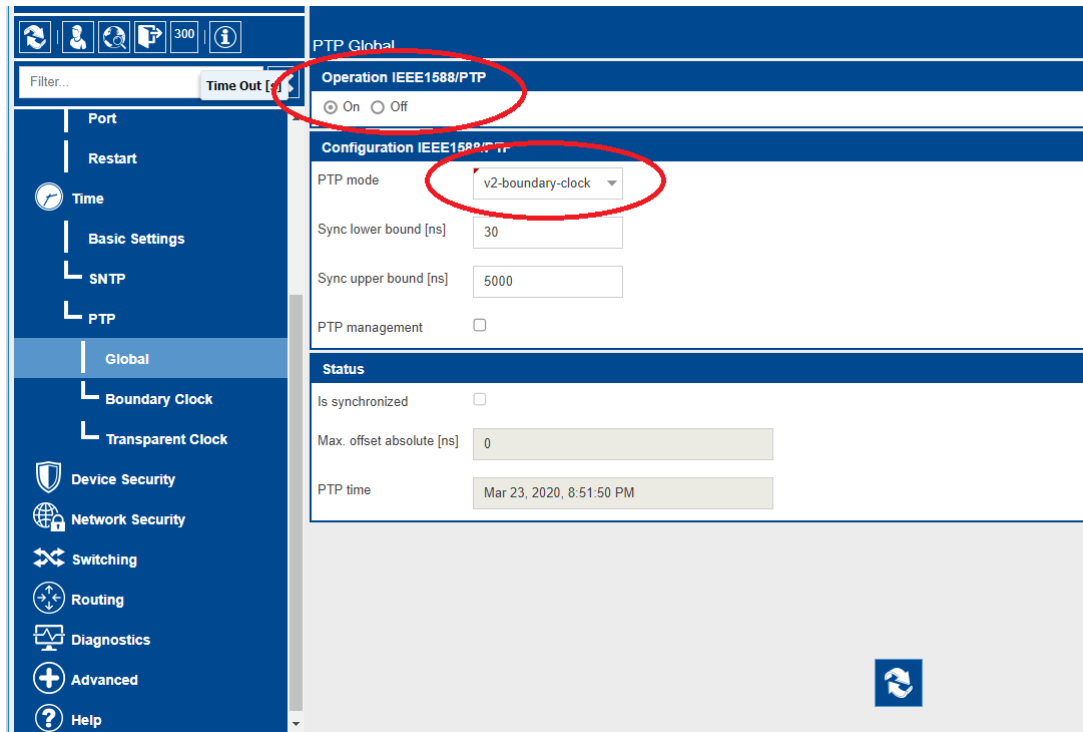 300
PTP Global
Filter...
Time Out [s]
Operation IEEE1588/PTP
On Off
Port
Configuration IEEE1588/PTP
Restart
PTP mode v2-boundary-clock
Time
Sync lower bound [ns] 30
Basic Settings
Sync upper bound [ns] 5000
SNTP
PTP
PTP management
Global
Status
Boundary Clock
Is synchronized
Transparent Clock
Max. offset absolute [ns] 0
Device Security
PTP time Mar 23, 2020, 8:51:50 PM
Network Security
Switching
Routing
Diagnostics
Advanced
Help